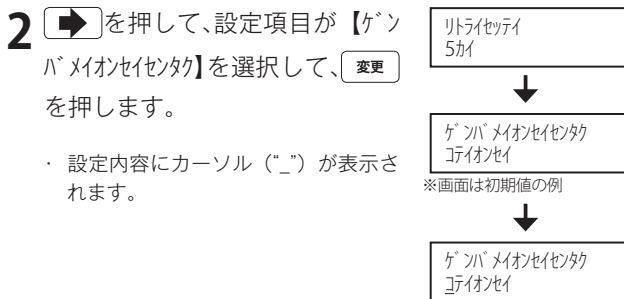 2 ➡を押して、設定項目が【ｹﾞﾝ
ﾊﾞﾒｲｵﾝｾｲｾﾝﾀｸ】を選択して、変更
を押します。
· 設定内容にカーソル（“_”）が表示さ
れます。
ﾘﾄﾗｲｾｯﾃｲ
5ｶｲ
ｹﾞﾝﾊﾞﾒｲｵﾝｾｲｾﾝﾀｸ
ｺﾃｲｵﾝｾｲ
※画面は初期値の例
ｹﾞﾝﾊﾞﾒｲｵﾝｾｲｾﾝﾀｸ
ｺﾃｲｵﾝｾｲ